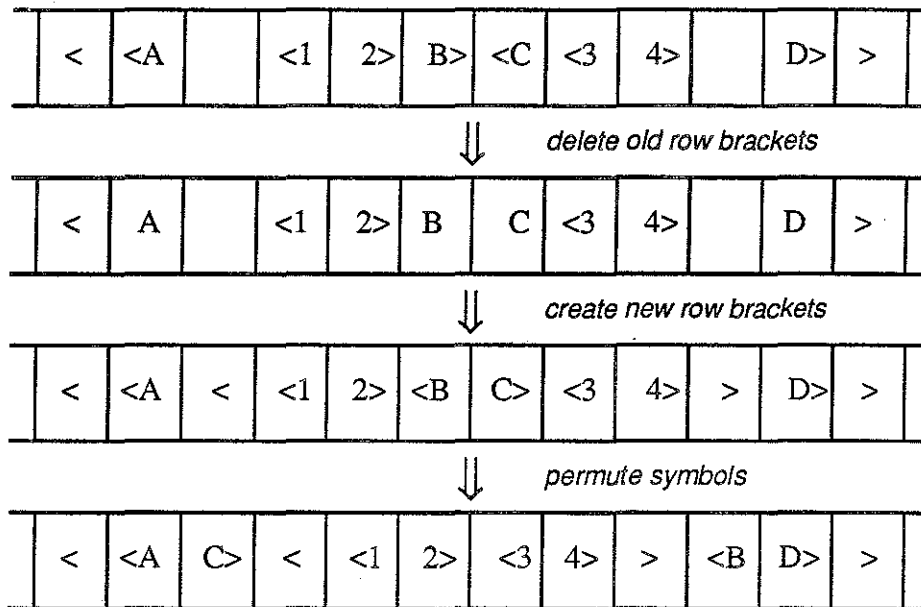 < <A <1 2> B> <C <3 4> D> >
⇓ delete old row brackets
< A <1 2> B C <3 4> D >
⇓ create new row brackets
< <A < <1 2> <B C> <3 4> > D> >
⇓ permute symbols
< <A C> < <1 2> <3 4> > <B D> >